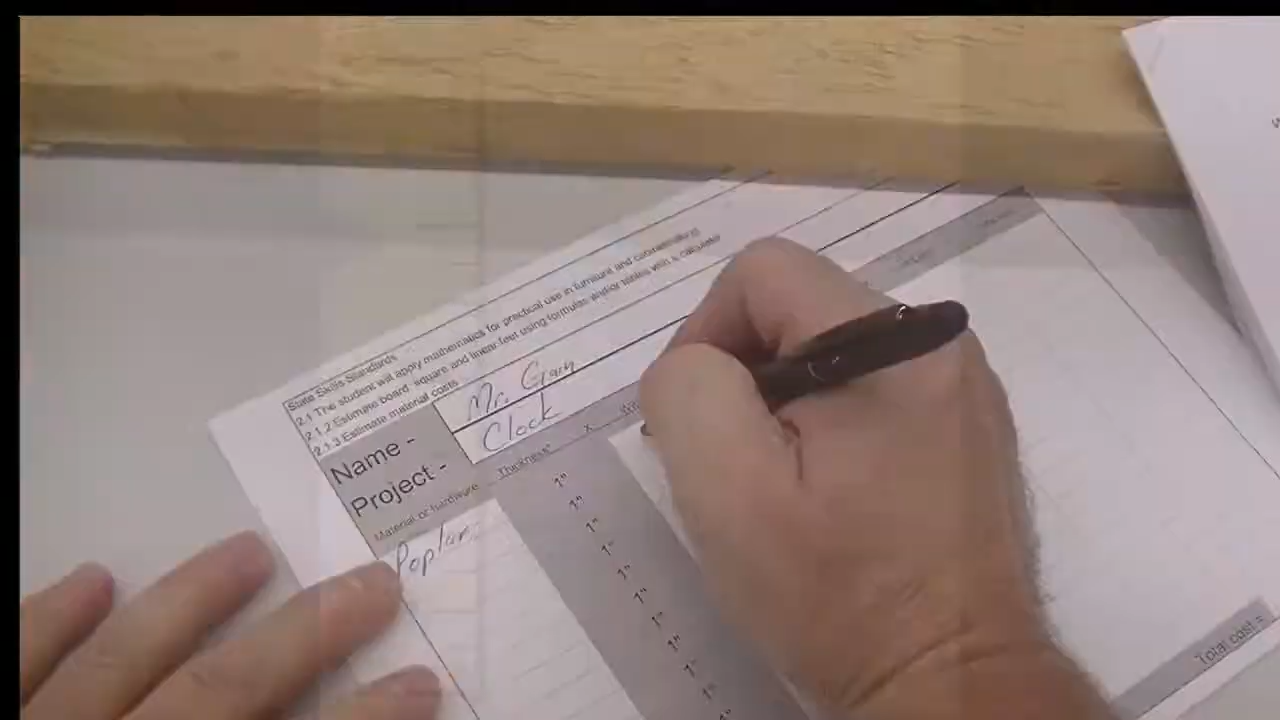 State Skills Standards
2.1 The student will apply mathematics for practical use in furniture and cabinetmaking
2.1.2 Estimate board, square and linear feet using formulas and/or tables with a calculator
2.1.3 Estimate material costs
Name - Mr.
Project - Clock
Material or hardware Thickness" x
Poplar 1"
1"
1"
1"
1"
1"
1"
1"
1"
1"
Total cost =